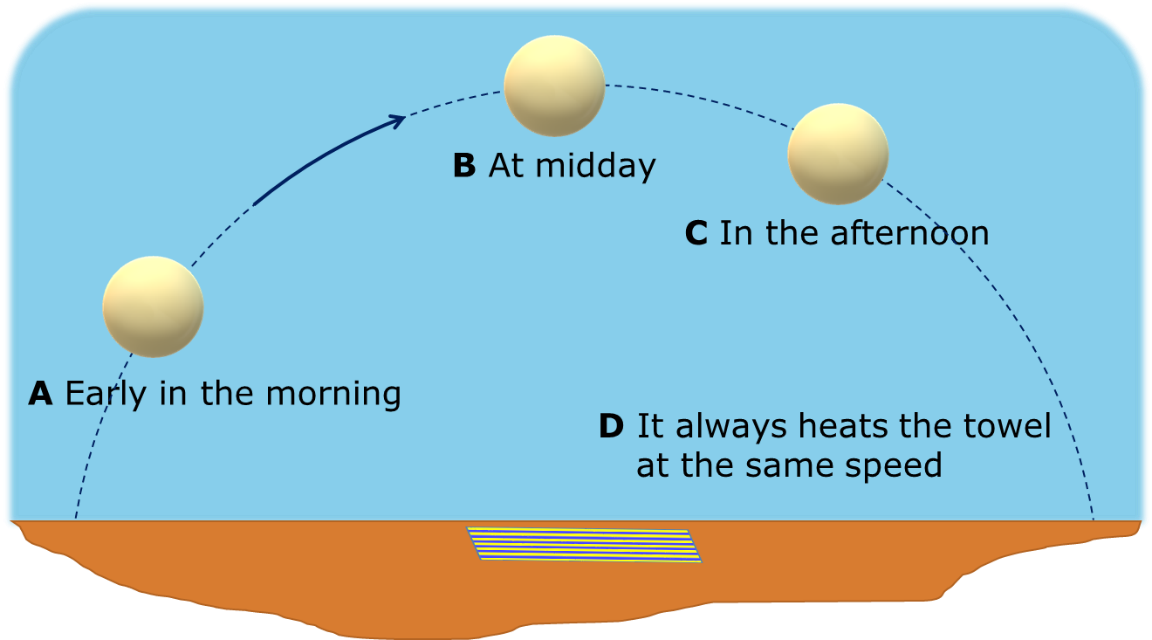 B At midday
C In the afternoon
A Early in the morning
D It always heats the towel
at the same speed